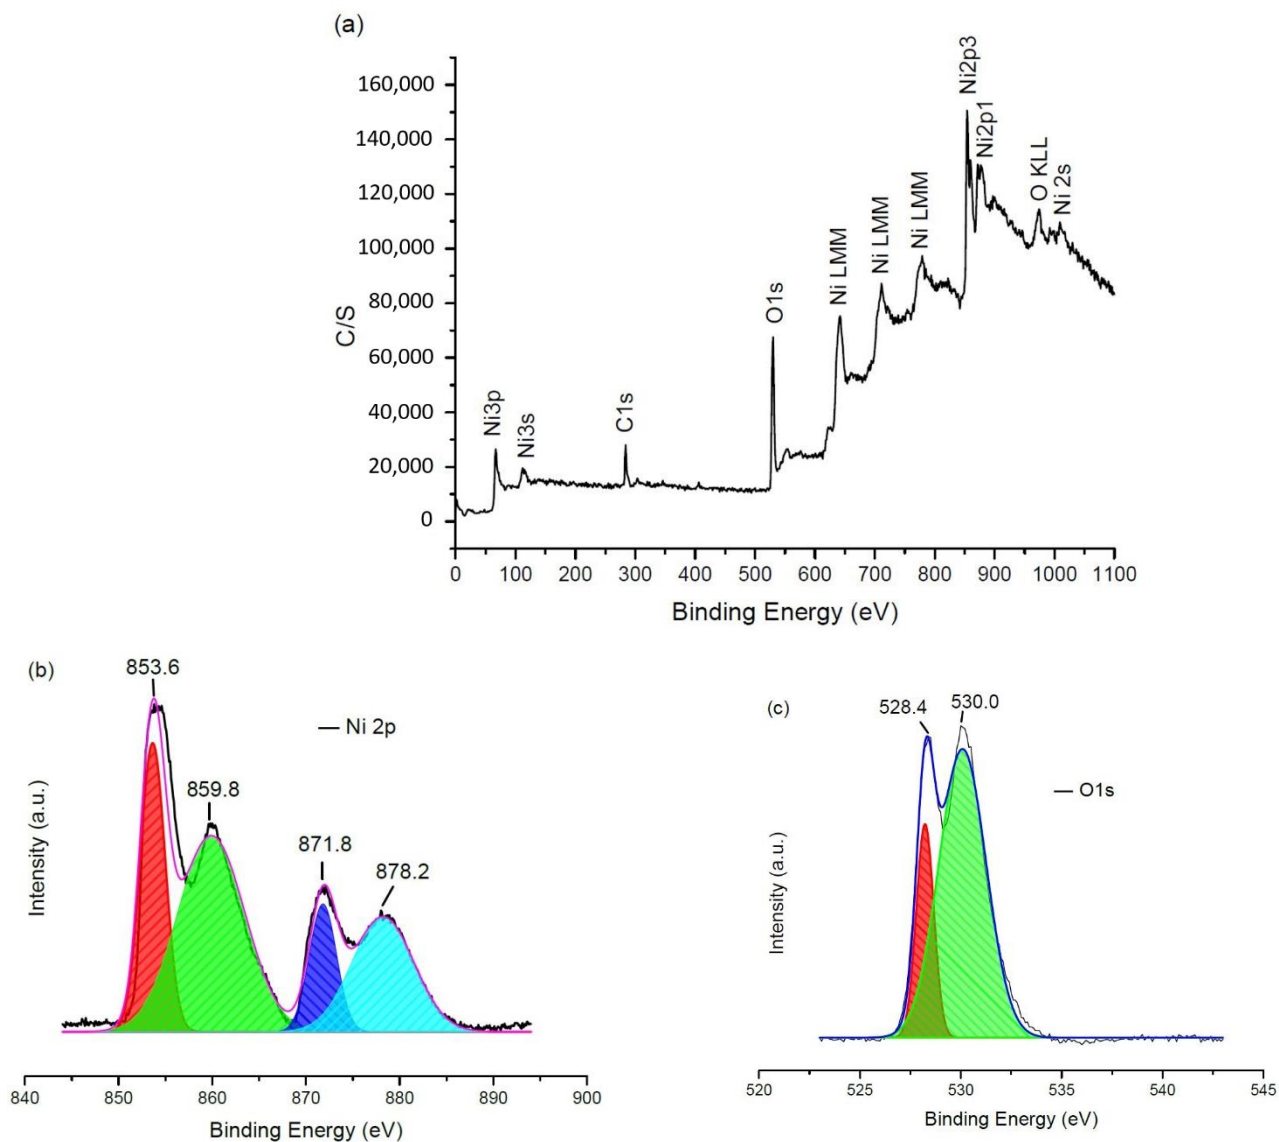 (a)
160,000
140,000
120,000
100,000
80,000
60,000
40,000
20,000
0
C/S
Ni3p
Ni3s
C1s
O1s
Ni LMM
Ni LMM
Ni LMM
Ni2p3
Ni2p1
O KLL
Ni 2s
0 100 200 300 400 500 600 700 800 900 1000 1100
Binding Energy (eV)
(b)
853.6
859.8
871.8
878.2
Ni 2p
Intensity (a.u.)
840 850 860 870 880 890 900
Binding Energy (eV)
(c)
528.4
530.0
O1s
Intensity (a.u.)
520 525 530 535 540 545
Binding Energy (eV)